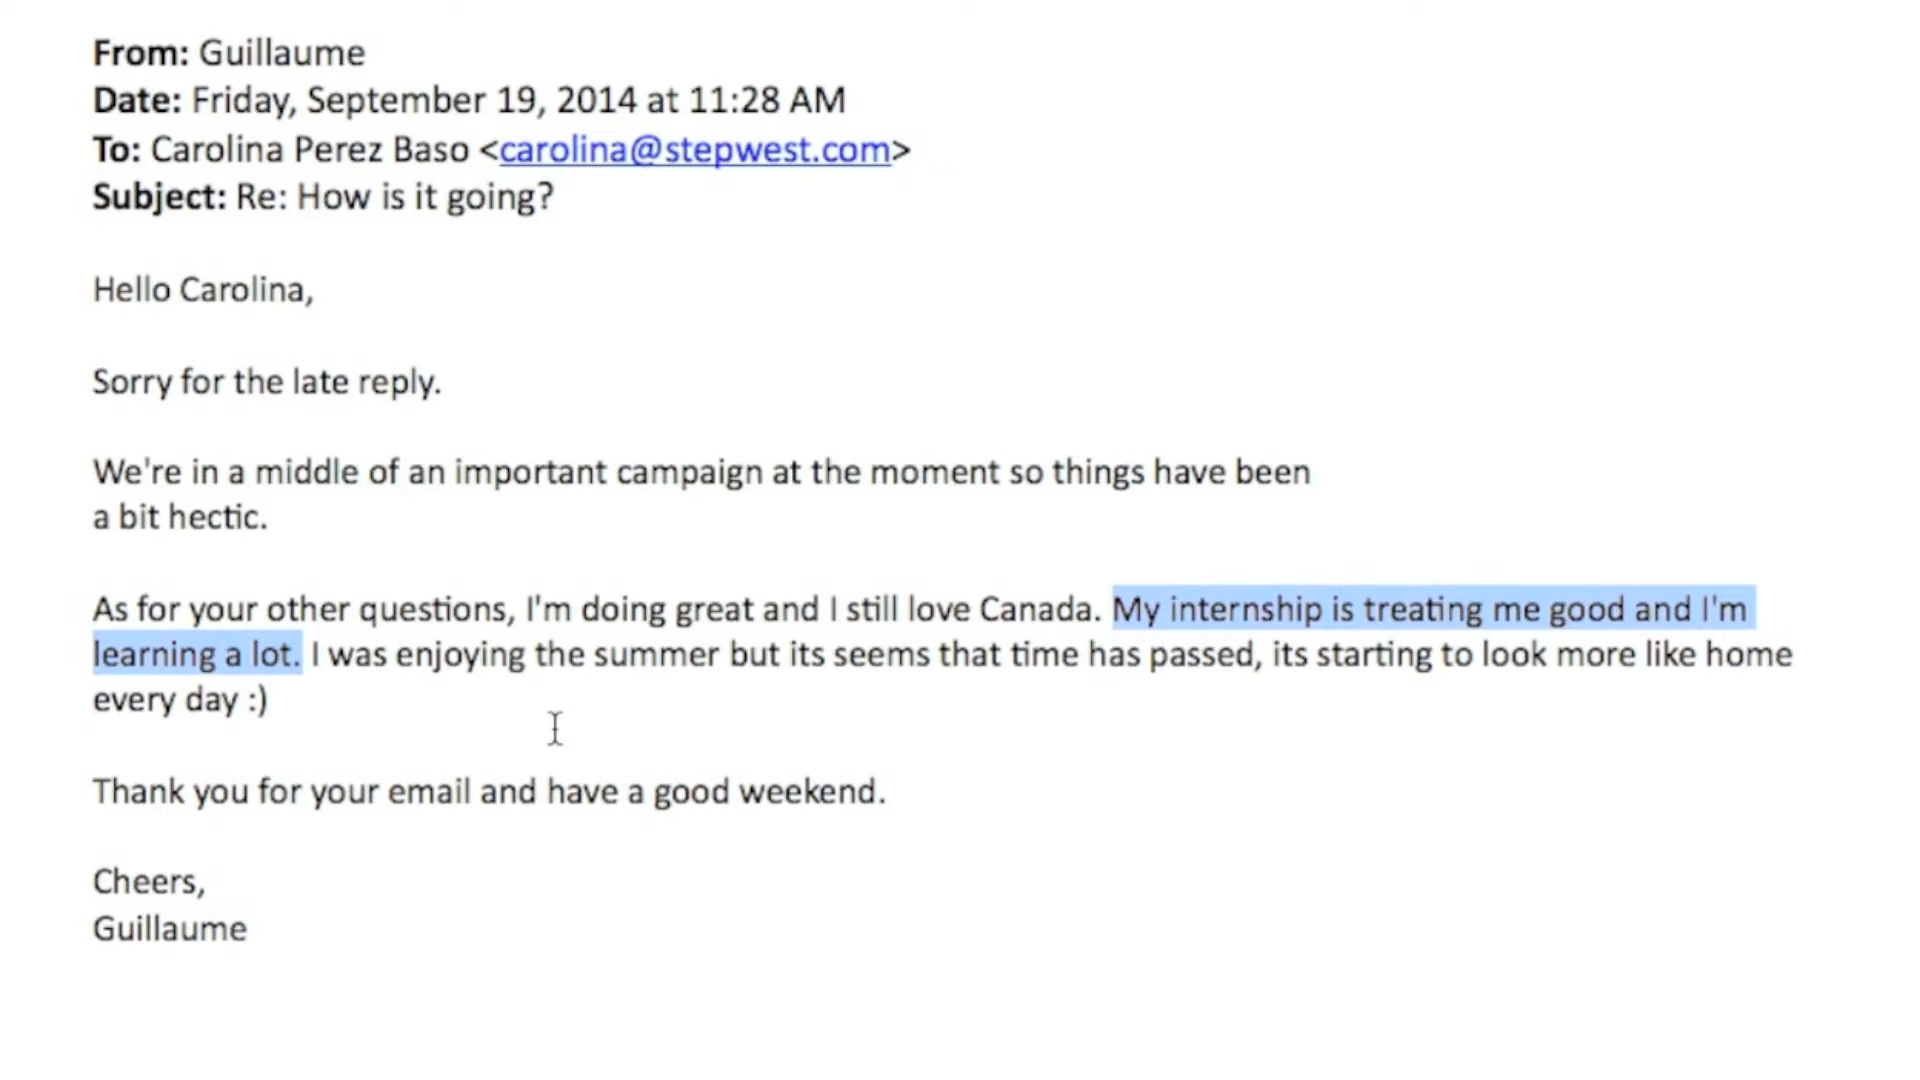 From: Guillaume
Date: Friday, September 19, 2014 at 11:28 AM
To: Carolina Perez Baso <carolina@stepwest.com>
Subject: Re: How is it going?
Hello Carolina,
Sorry for the late reply.
We're in a middle of an important campaign at the moment so things have been
a bit hectic.
As for your other questions, I'm doing great and I still love Canada. My internship is treating me good and I'm
learning a lot. I was enjoying the summer but its seems that time has passed, its starting to look more like home
every day :)
Thank you for your email and have a good weekend.
Cheers,
Guillaume